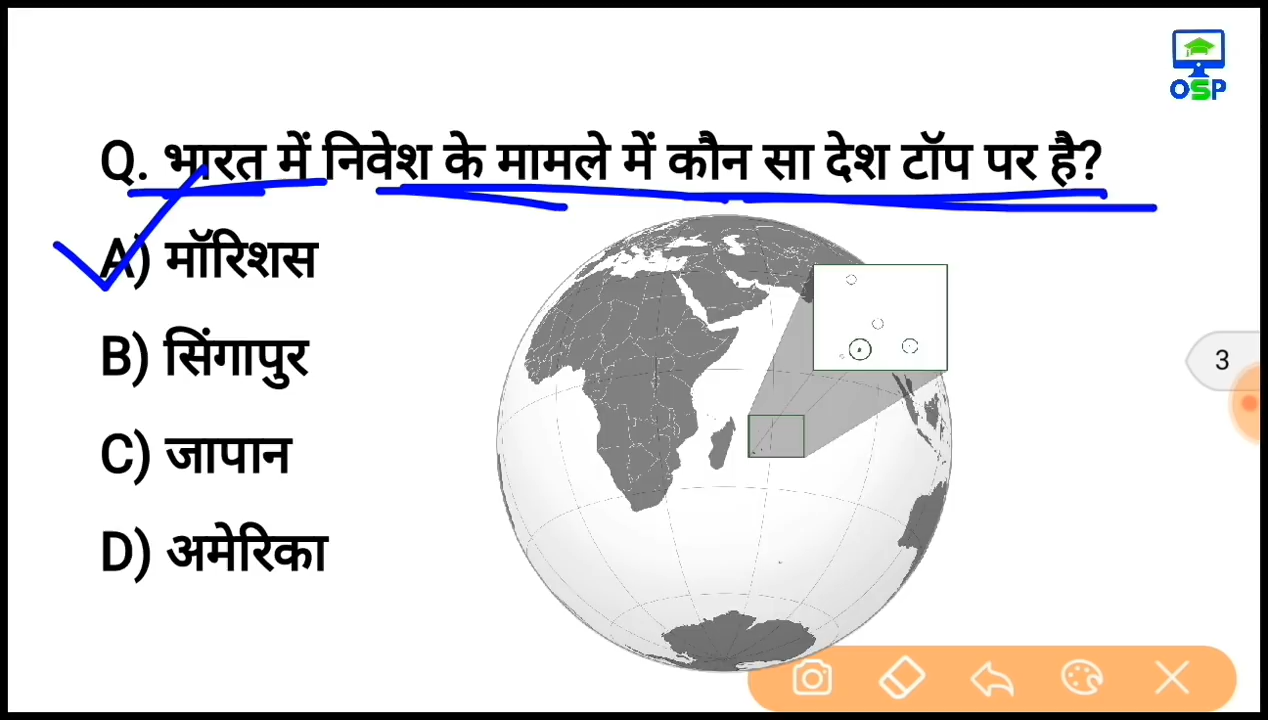 OSP
Q. भारत में निवेश के मामले में कौन सा देश टॉप पर है?
A) मॉरिशस
B) सिंगापुर
C) जापान
D) अमेरिका
3